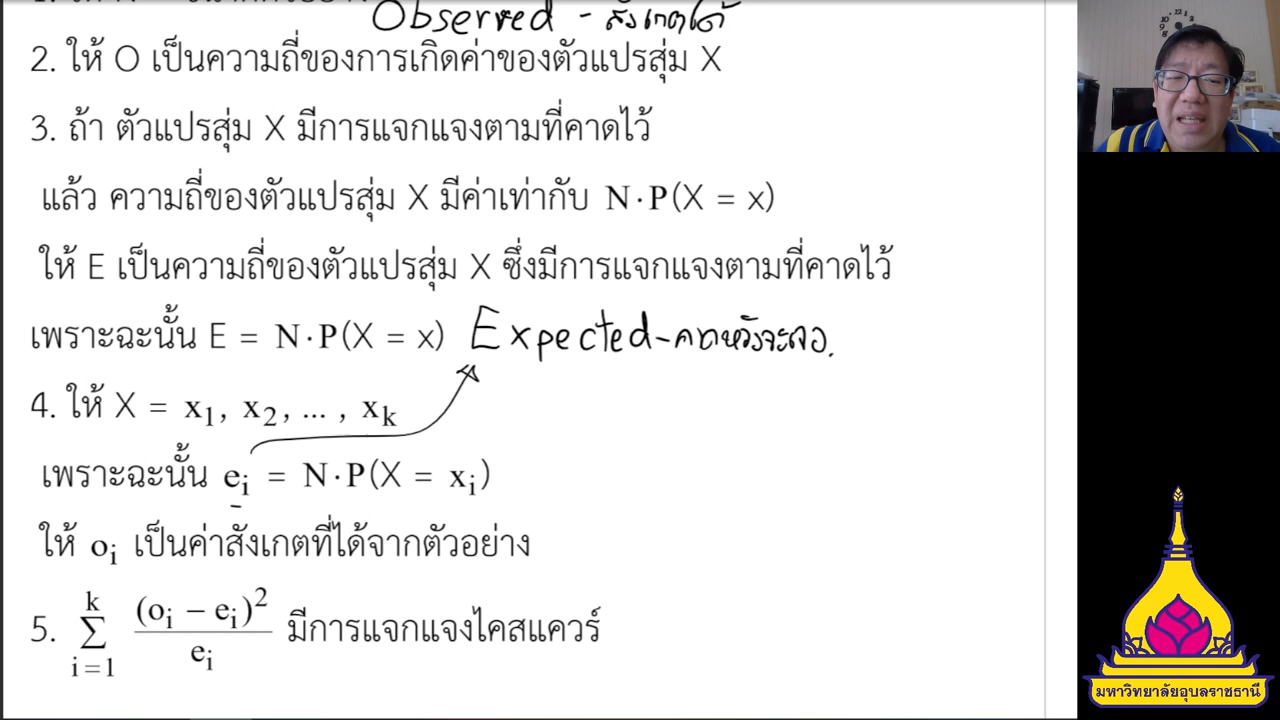 Observed - สังเกตได้
2. ให้ O เป็นความถี่ของการเกิดค่าของตัวแปรสุ่ม X
3. ถ้า ตัวแปรสุ่ม X มีการแจกแจงตามที่คาดไว้
แล้ว ความถี่ของตัวแปรสุ่ม X มีค่าเท่ากับ N·P(X = x)
ให้ E เป็นความถี่ของตัวแปรสุ่ม X ซึ่งมีการแจกแจงตามที่คาดไว้
เพราะฉะนั้น E = N·P(X = x) Expected-คาดหวังจะเจอ.
4. ให้ X = x₁, x₂, ... , xₖ
เพราะฉะนั้น eᵢ = N·P(X = xᵢ)
ให้ oᵢ เป็นค่าสังเกตที่ได้จากตัวอย่าง
5. ∑_{i=1}^{k} (oᵢ − eᵢ)²/eᵢ มีการแจกแจงไคสแควร์
มหาวิทยาลัยอุบลราชธานี